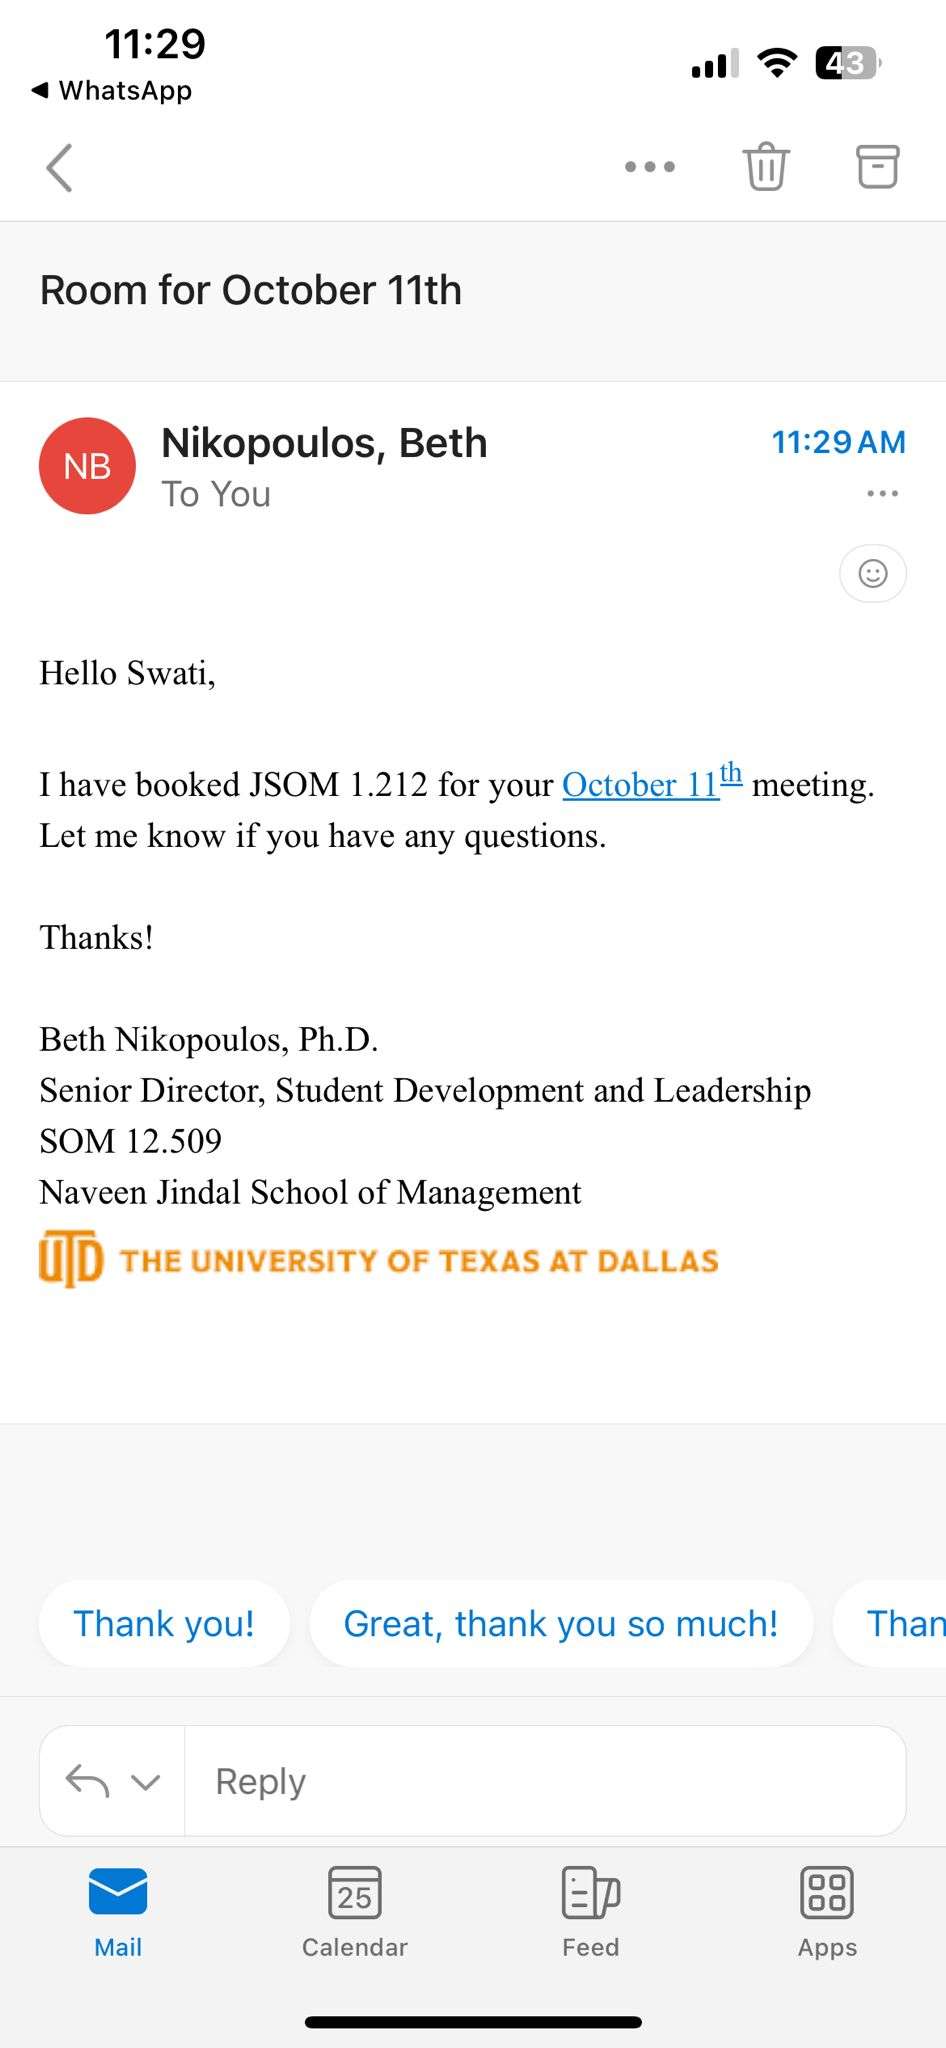 11:29
WhatsApp
43
Room for October 11th
NB
Nikopoulos, Beth
11:29 AM
To You
Hello Swati,
I have booked JSOM 1.212 for your October 11th meeting.
Let me know if you have any questions.
Thanks!
Beth Nikopoulos, Ph.D.
Senior Director, Student Development and Leadership
SOM 12.509
Naveen Jindal School of Management
UTD THE UNIVERSITY OF TEXAS AT DALLAS
Thank you!
Great, thank you so much!
Than
Reply
25
Mail
Calendar
Feed
Apps